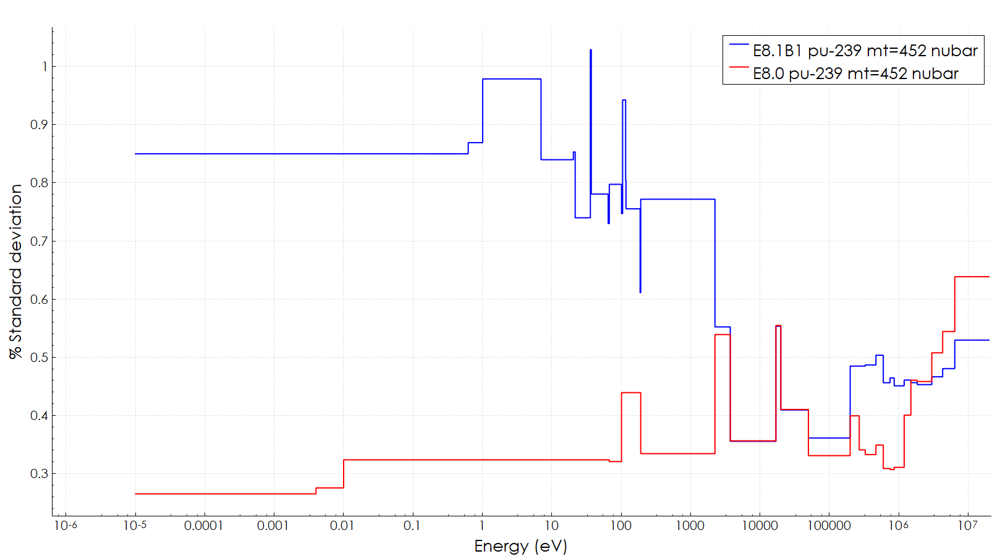 E8.1B1 pu-239 mt=452 nubar
E8.0 pu-239 mt=452 nubar
% Standard deviation
1
0.9
0.8
0.7
0.6
0.5
0.4
0.3
10-6 10-5 0.0001 0.001 0.01 0.1 1 10 100 1000 10000 100000 106 107
Energy (eV)